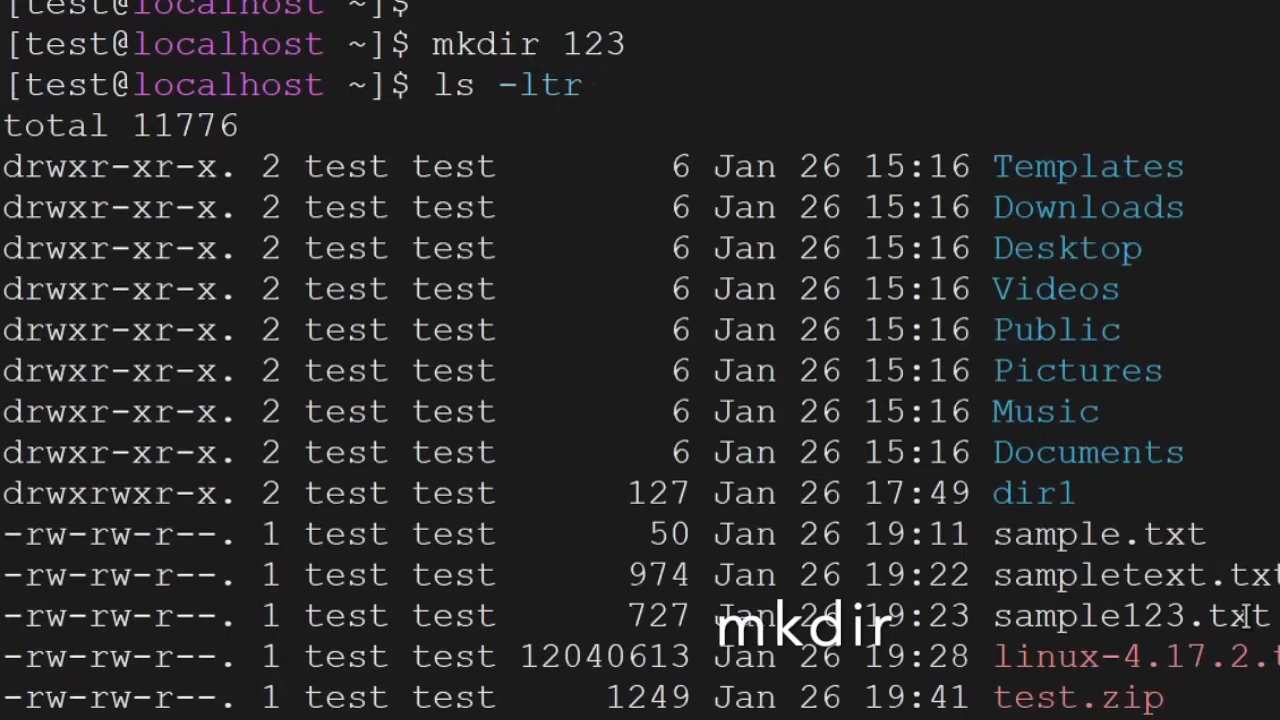 [test@localhost ~]$
[test@localhost ~]$ mkdir 123
[test@localhost ~]$ ls -ltr
total 11776
drwxr-xr-x. 2 test test 6 Jan 26 15:16 Templates
drwxr-xr-x. 2 test test 6 Jan 26 15:16 Downloads
drwxr-xr-x. 2 test test 6 Jan 26 15:16 Desktop
drwxr-xr-x. 2 test test 6 Jan 26 15:16 Videos
drwxr-xr-x. 2 test test 6 Jan 26 15:16 Public
drwxr-xr-x. 2 test test 6 Jan 26 15:16 Pictures
drwxr-xr-x. 2 test test 6 Jan 26 15:16 Music
drwxr-xr-x. 2 test test 6 Jan 26 15:16 Documents
drwxrwxr-x. 2 test test 127 Jan 26 17:49 dir1
-rw-rw-r--. 1 test test 50 Jan 26 19:11 sample.txt
-rw-rw-r--. 1 test test 974 Jan 26 19:22 sampletext.txt
-rw-rw-r--. 1 test test 727 Jan 26 19:23 sample123.txt
mkdir
-rw-rw-r--. 1 test test 12040613 Jan 26 19:28 linux-4.17.2.t
-rw-rw-r--. 1 test test 1249 Jan 26 19:41 test.zip